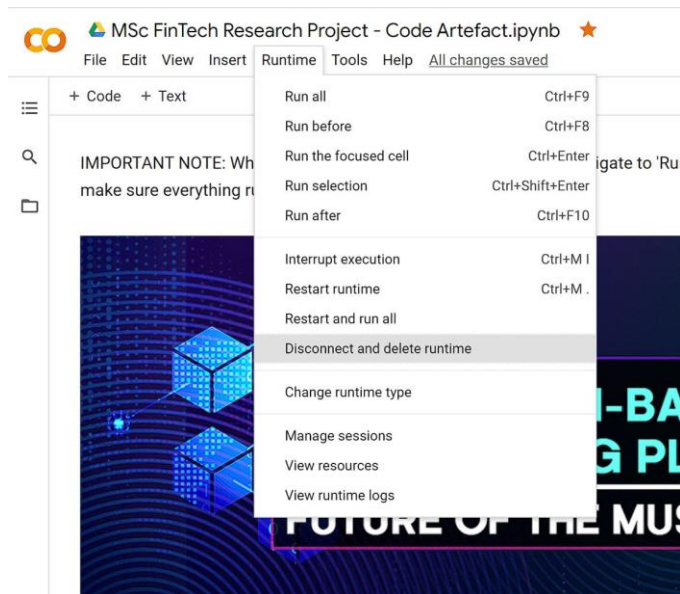 MSc FinTech Research Project - Code Artefact.ipynb
File Edit View Insert Runtime Tools Help All changes saved
+ Code + Text
IMPORTANT NOTE: Wh
igate to 'Ru
make sure everything ru
Run all Ctrl+F9
Run before Ctrl+F8
Run the focused cell Ctrl+Enter
Run selection Ctrl+Shift+Enter
Run after Ctrl+F10
Interrupt execution Ctrl+M I
Restart runtime Ctrl+M .
Restart and run all
Disconnect and delete runtime
Change runtime type
Manage sessions
View resources
View runtime logs
-BA
G PL
FUTURE OF THE MUS